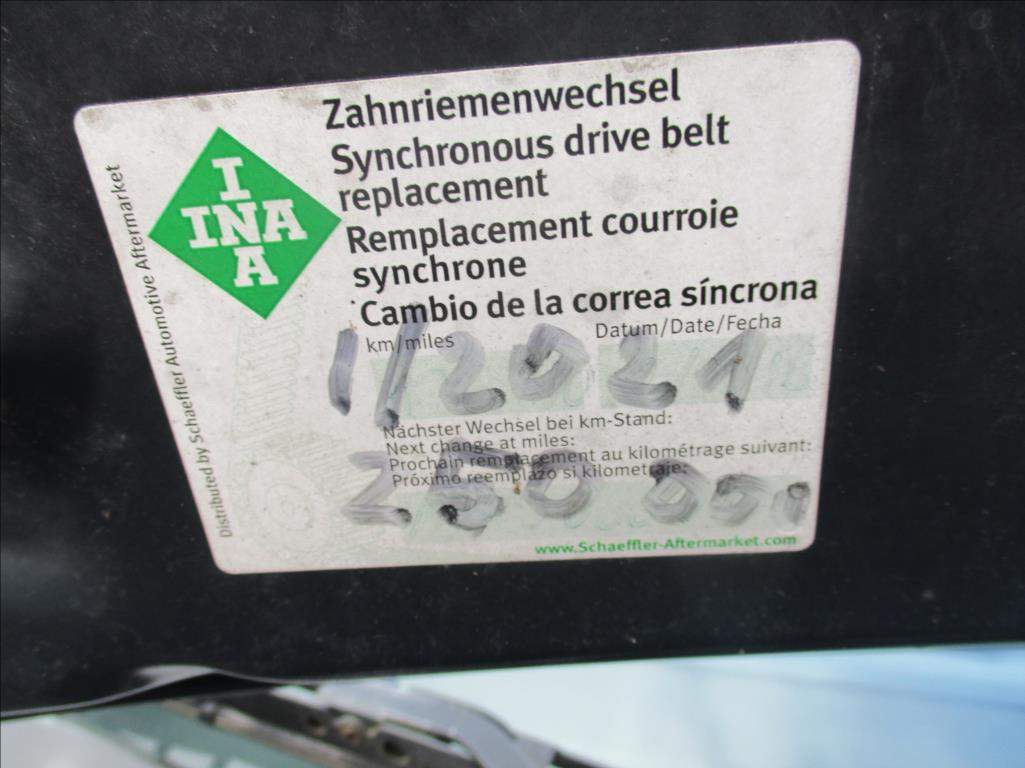 INA
INA
Zahnriemenwechsel
Synchronous drive belt
replacement
Remplacement courroie
synchrone
Cambio de la correa síncrona
km/miles
Datum/Date/Fecha
1/2021
Nächster Wechsel bei km-Stand:
Next change at miles:
Prochain remplacement au kilométrage suivant:
Próximo reemplazo si kilometraje:
www.Schaeffler-Aftermarket.com
Distributed by Schaeffler Automotive Aftermarket